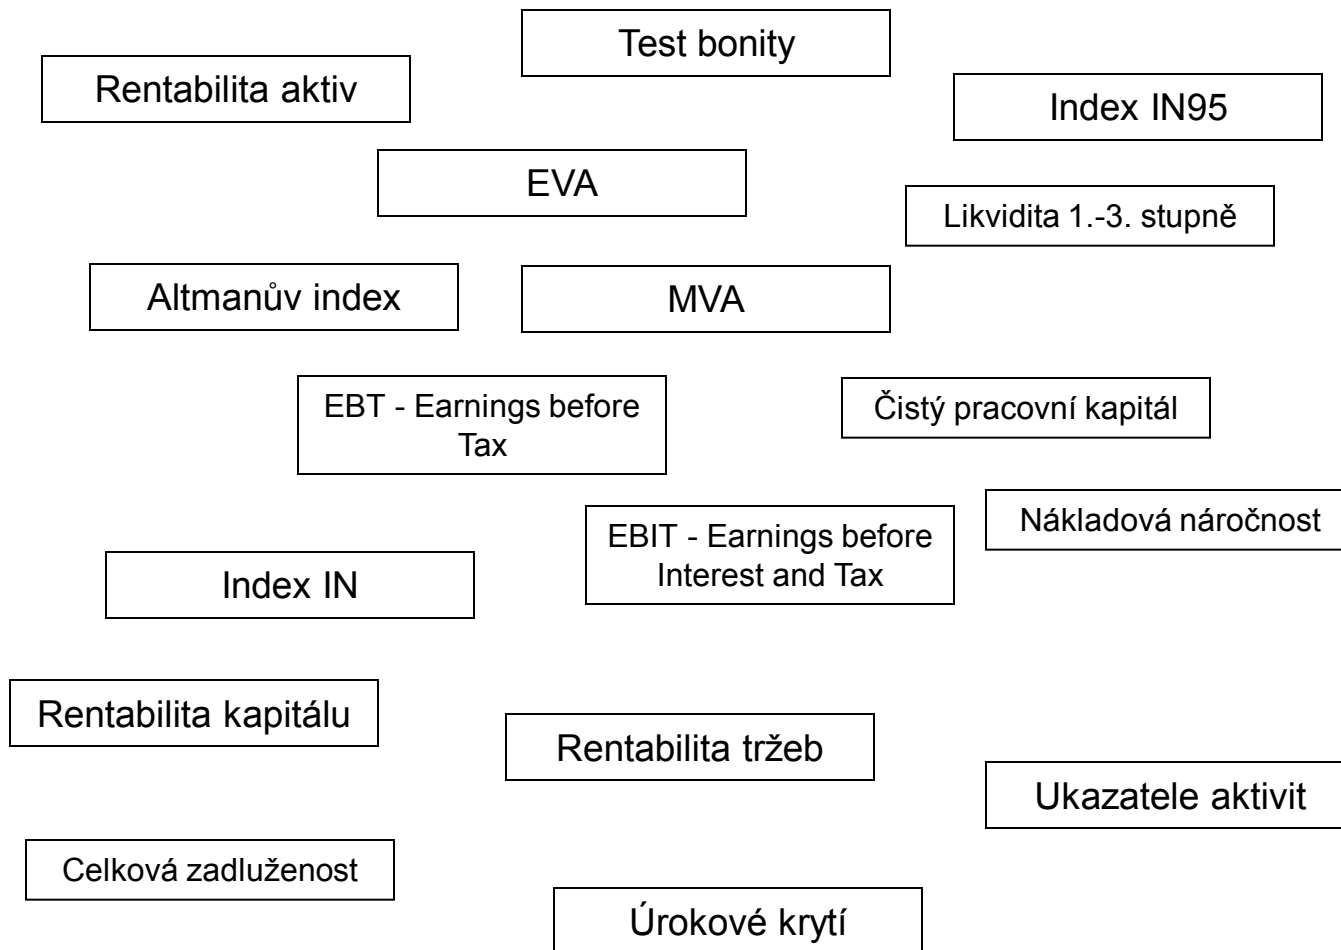 Test bonity
Rentabilita aktiv
Index IN95
EVA
Likvidita 1.-3. stupně
Altmanův index
MVA
EBT - Earnings before
Tax
Čistý pracovní kapitál
Nákladová náročnost
EBIT - Earnings before
Interest and Tax
Index IN
Rentabilita kapitálu
Rentabilita tržeb
Ukazatele aktivit
Celková zadluženost
Úrokové krytí